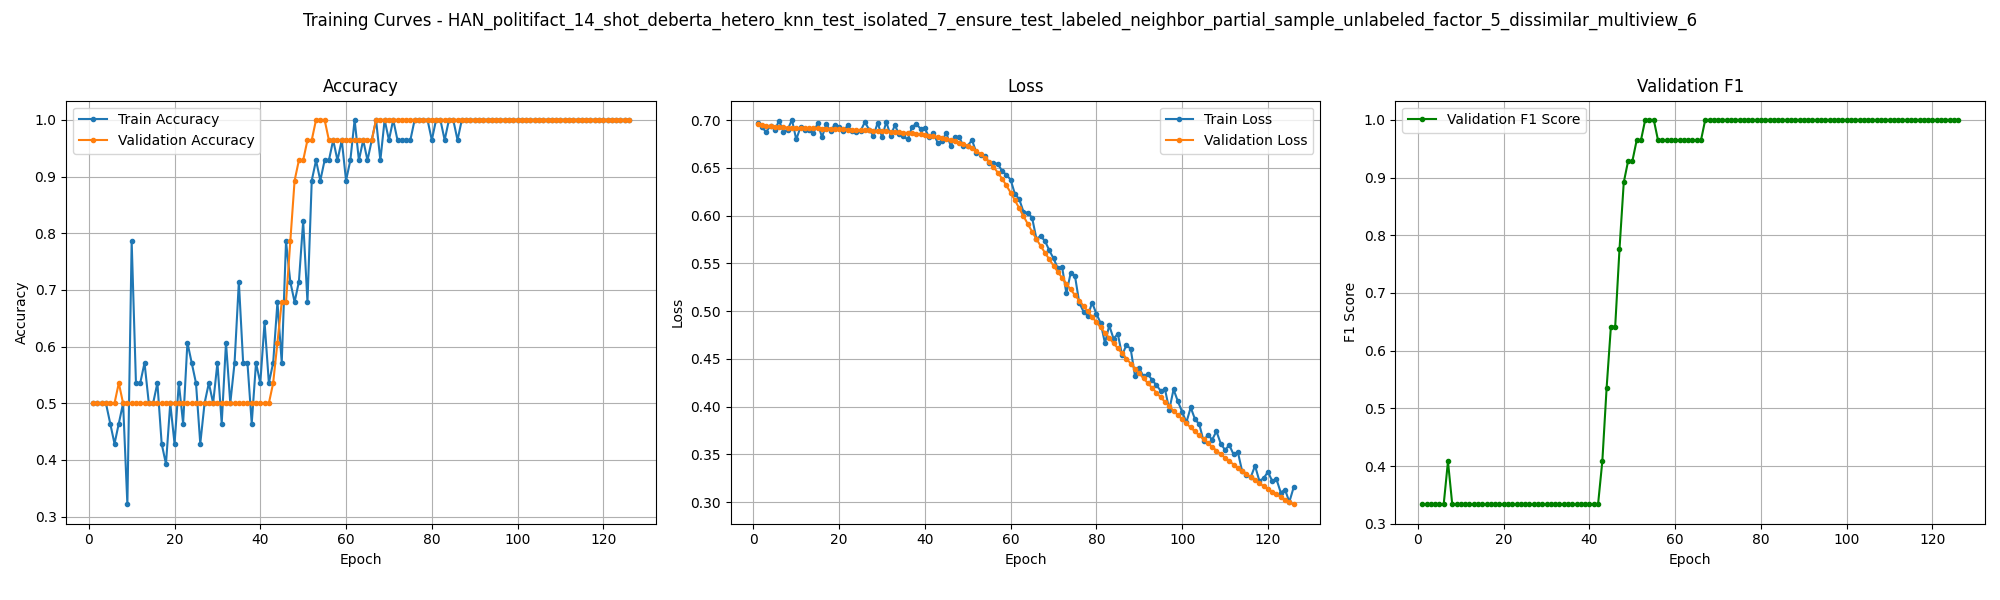 Training Curves - HAN_politifact_14_shot_deberta_hetero_knn_test_isolated_7_ensure_test_labeled_neighbor_partial_sample_unlabeled_factor_5_dissimilar_multiview_6
Accuracy
Train Accuracy
Validation Accuracy
1.0
0.9
0.8
0.7
0.6
0.5
0.4
0.3
Accuracy
0 20 40 60 80 100 120
Epoch
Loss
Train Loss
Validation Loss
0.70
0.65
0.60
0.55
0.50
0.45
0.40
0.35
0.30
Loss
0 20 40 60 80 100 120
Epoch
Validation F1
Validation F1 Score
1.0
0.9
0.8
0.7
0.6
0.5
0.4
0.3
F1 Score
0 20 40 60 80 100 120
Epoch